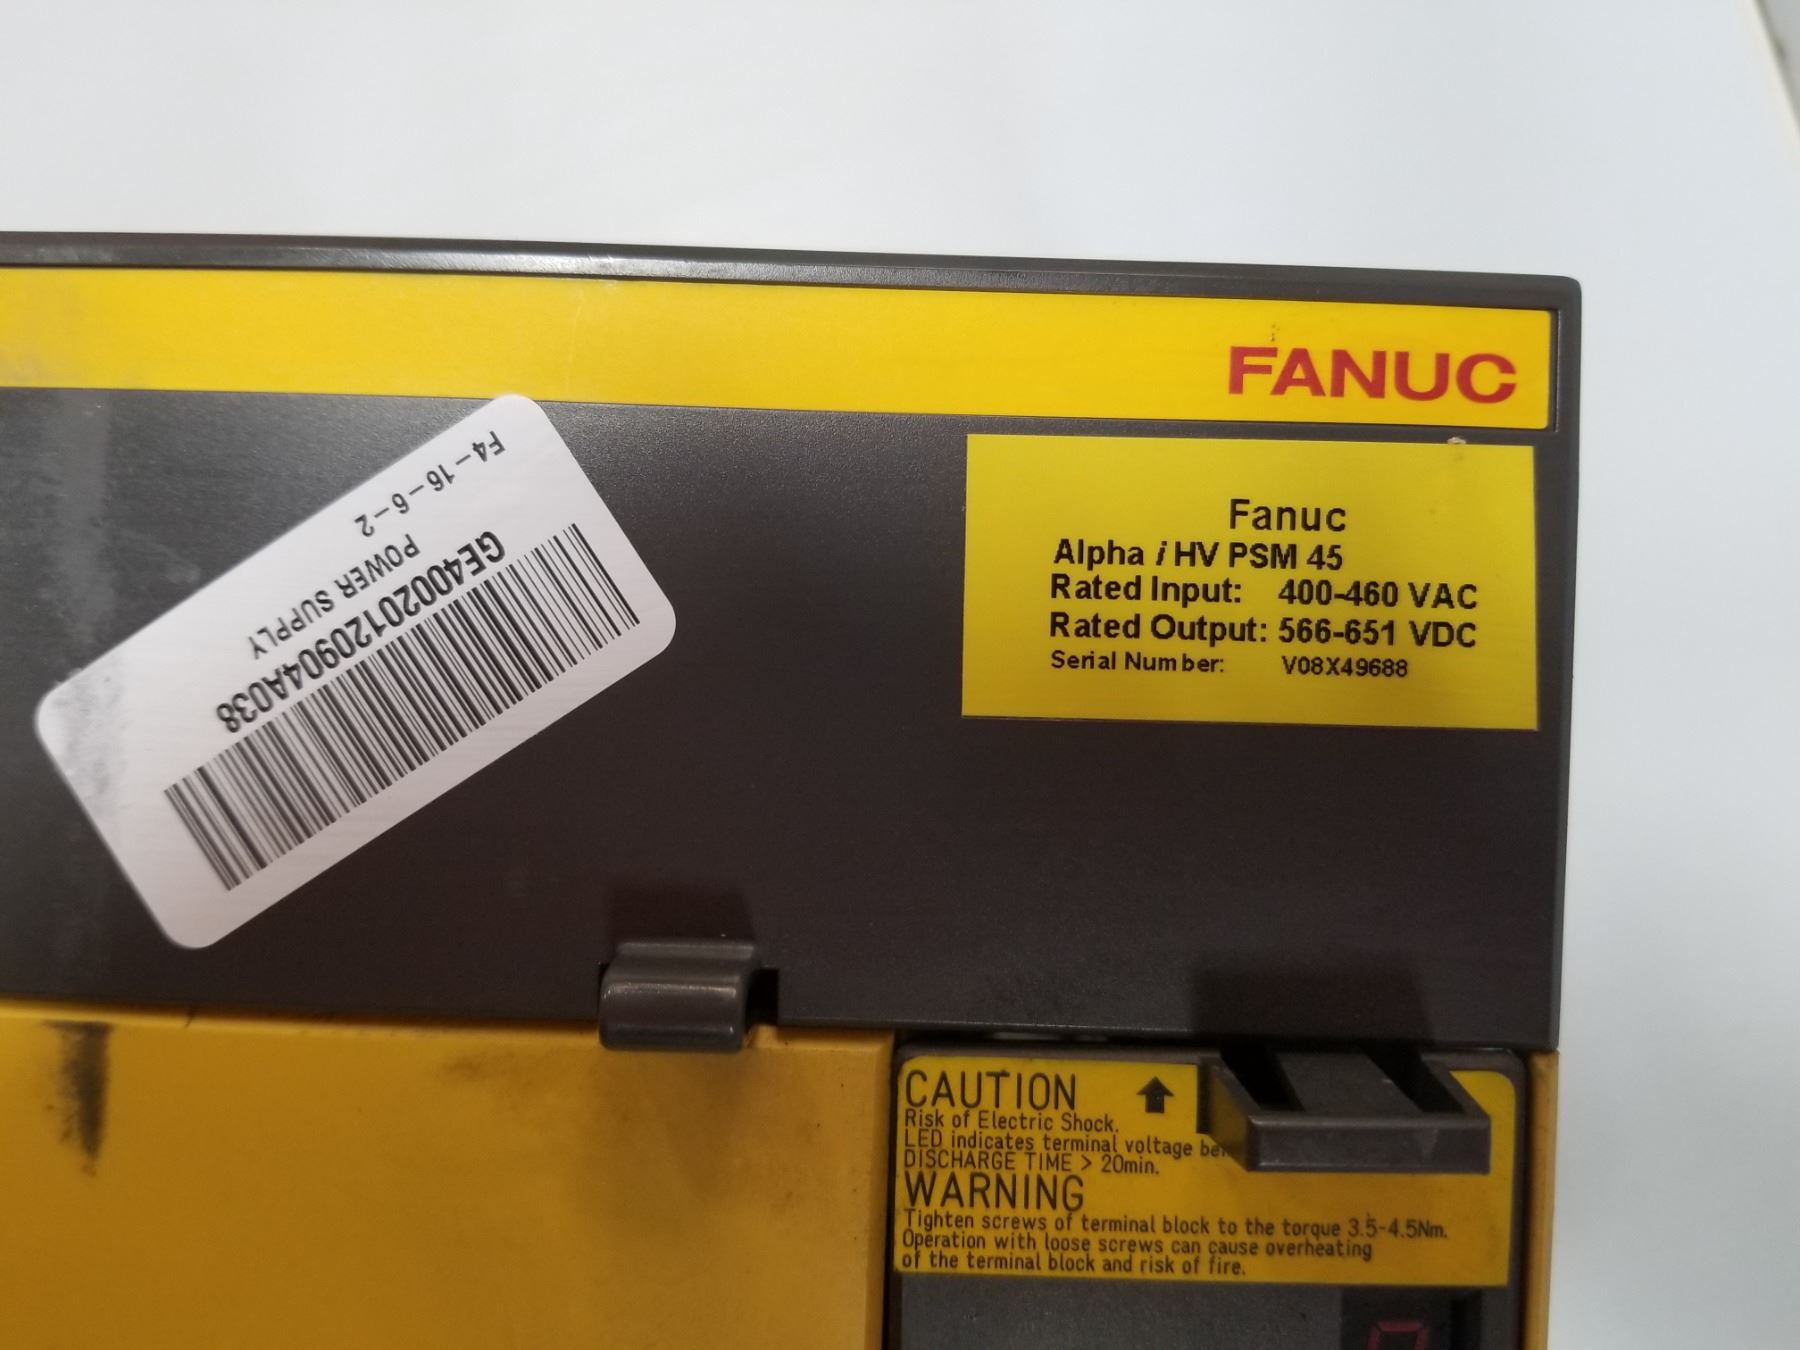 FANUC
F4-16-6-2
POWER SUPPLY
GE40020120904A038
Fanuc
Alpha i HV PSM 45
Rated Input: 400-460 VAC
Rated Output: 566-651 VDC
Serial Number: V08X49688
CAUTION
Risk of Electric Shock.
LED indicates terminal voltage
DISCHARGE TIME > 20min.
WARNING
Tighten screws of terminal block to the torque 3.5-4.5Nm.
Operation with loose screws can cause overheating
of the terminal block and risk of fire.